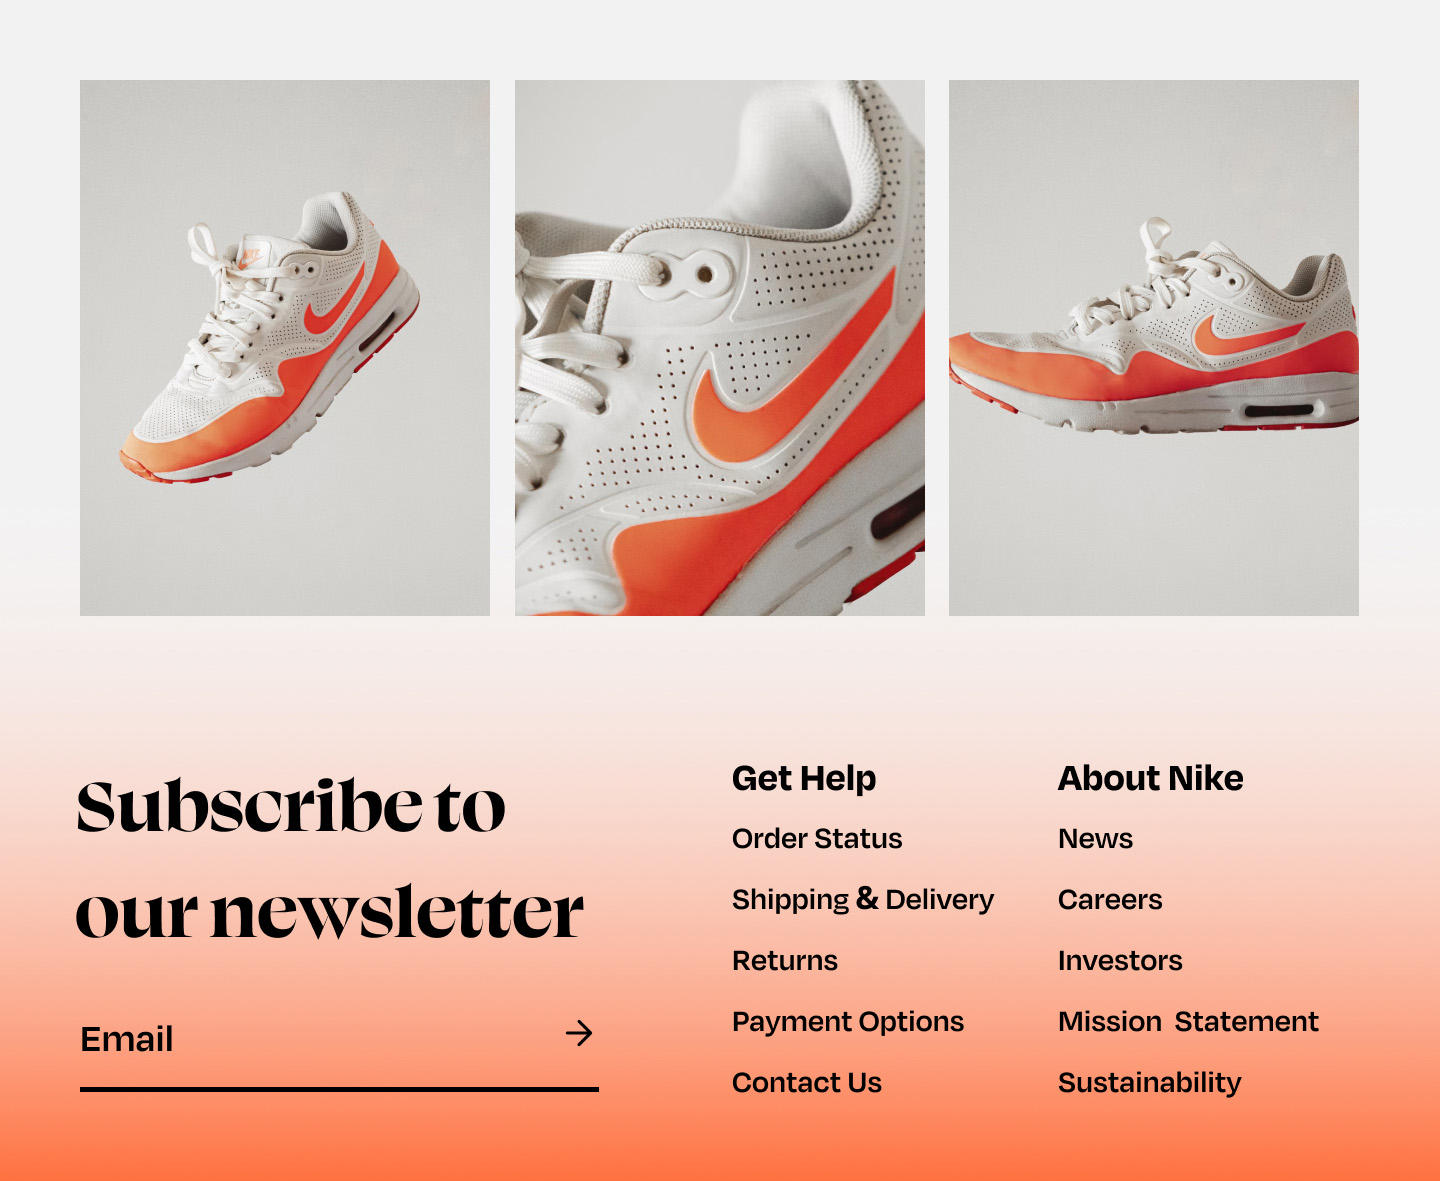 NIKE
Subscribe to
our newsletter
Email
Get Help
Order Status
Shipping & Delivery
Returns
Payment Options
Contact Us
About Nike
News
Careers
Investors
Mission  Statement
Sustainability